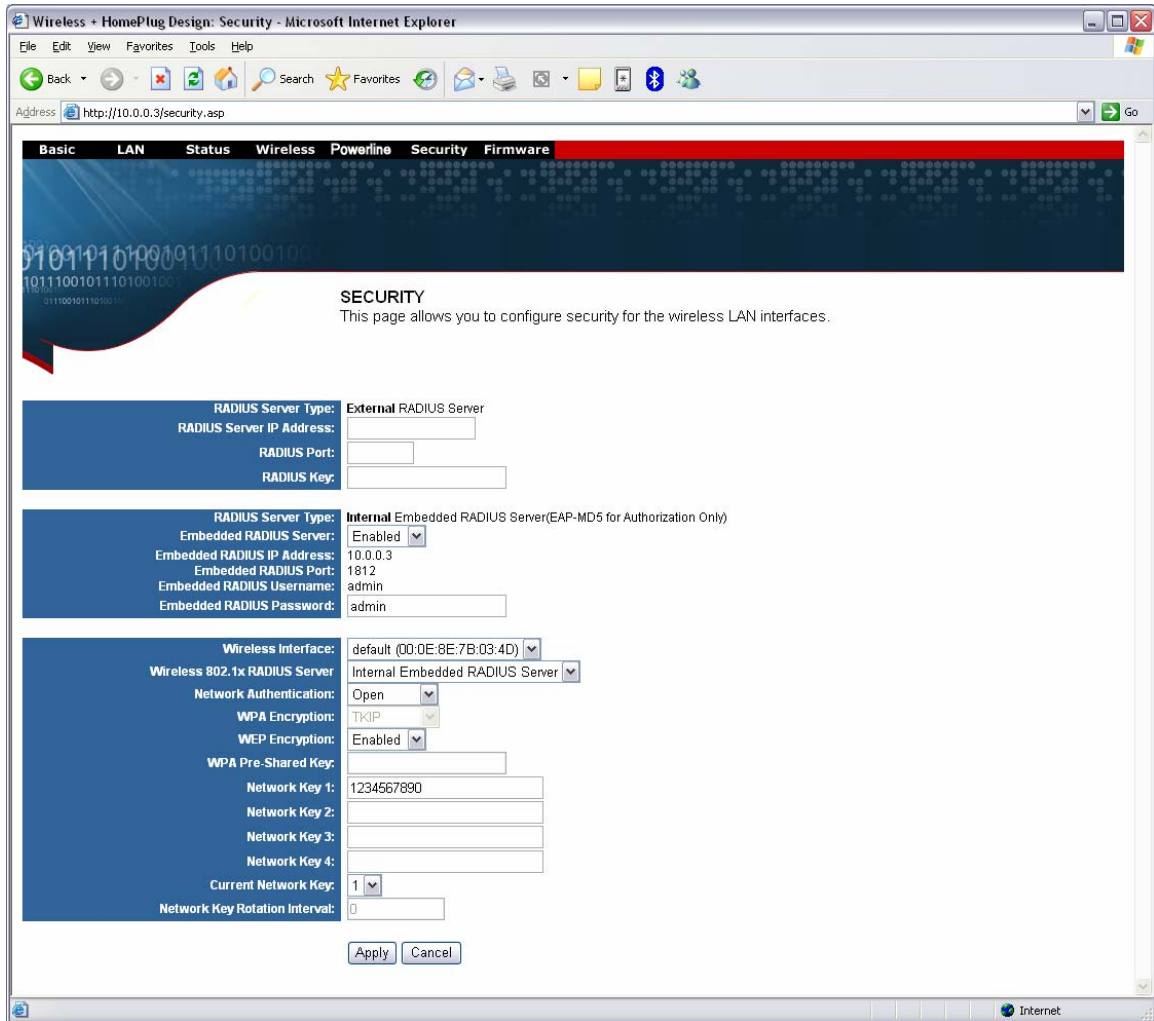 Wireless + HomePlug Design: Security - Microsoft Internet Explorer
File Edit View Favorites Tools Help
Back Search Favorites
Address http://10.0.0.3/security.asp Go
Basic LAN Status Wireless Powerline Security Firmware
SECURITY
This page allows you to configure security for the wireless LAN interfaces.
RADIUS Server Type: External RADIUS Server
RADIUS Server IP Address:
RADIUS Port:
RADIUS Key:
RADIUS Server Type: Internal Embedded RADIUS Server(EAP-MD5 for Authorization Only)
Embedded RADIUS Server: Enabled
Embedded RADIUS IP Address: 10.0.0.3
Embedded RADIUS Port: 1812
Embedded RADIUS Username: admin
Embedded RADIUS Password: admin
Wireless Interface: default (00:0E:8E:7B:03:4D)
Wireless 802.1x RADIUS Server Internal Embedded RADIUS Server
Network Authentication: Open
WPA Encryption: TKIP
WEP Encryption: Enabled
WPA Pre-Shared Key:
Network Key 1: 1234567890
Network Key 2:
Network Key 3:
Network Key 4:
Current Network Key: 1
Network Key Rotation Interval: 0
Apply Cancel
Internet